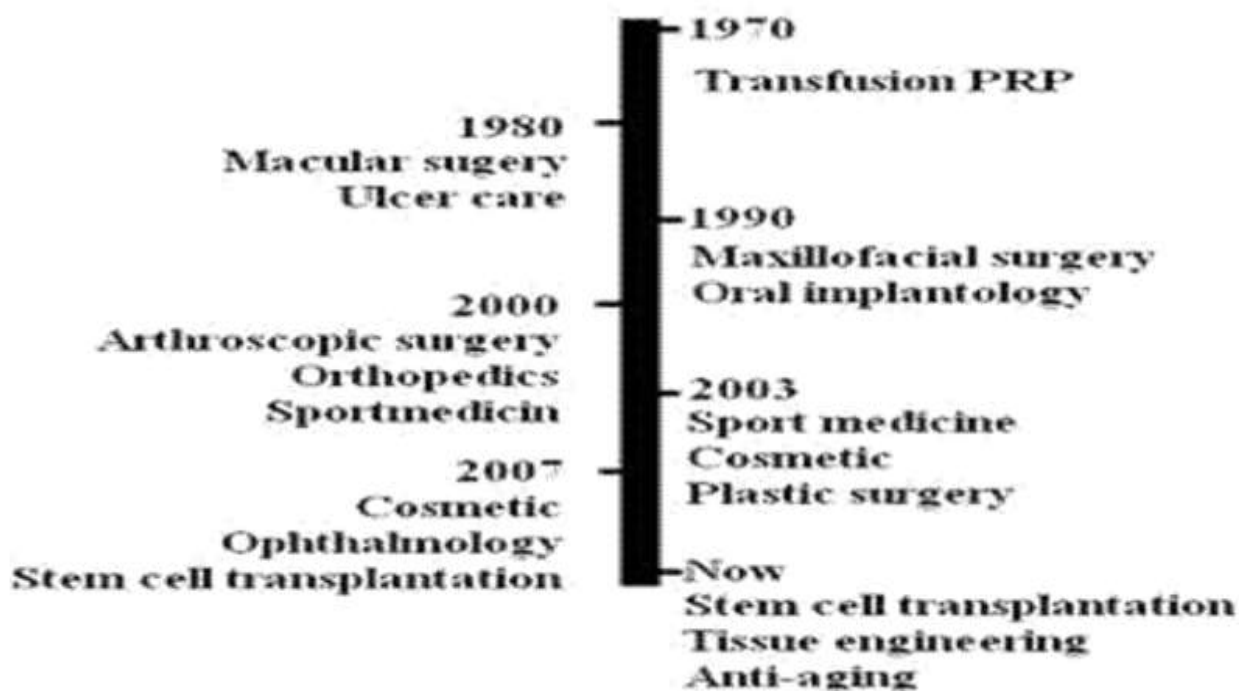 1970
Transfusion PRP
1980
Macular sugery
Ulcer care
1990
Maxillofacial surgery
Oral implantology
2000
Arthroscopic surgery
Orthopedics
Sportmedicin
2003
Sport medicine
Cosmetic
Plastic surgery
2007
Cosmetic
Ophthalmology
Stem cell transplantation
Now
Stem cell transplantation
Tissue engineering
Anti-aging